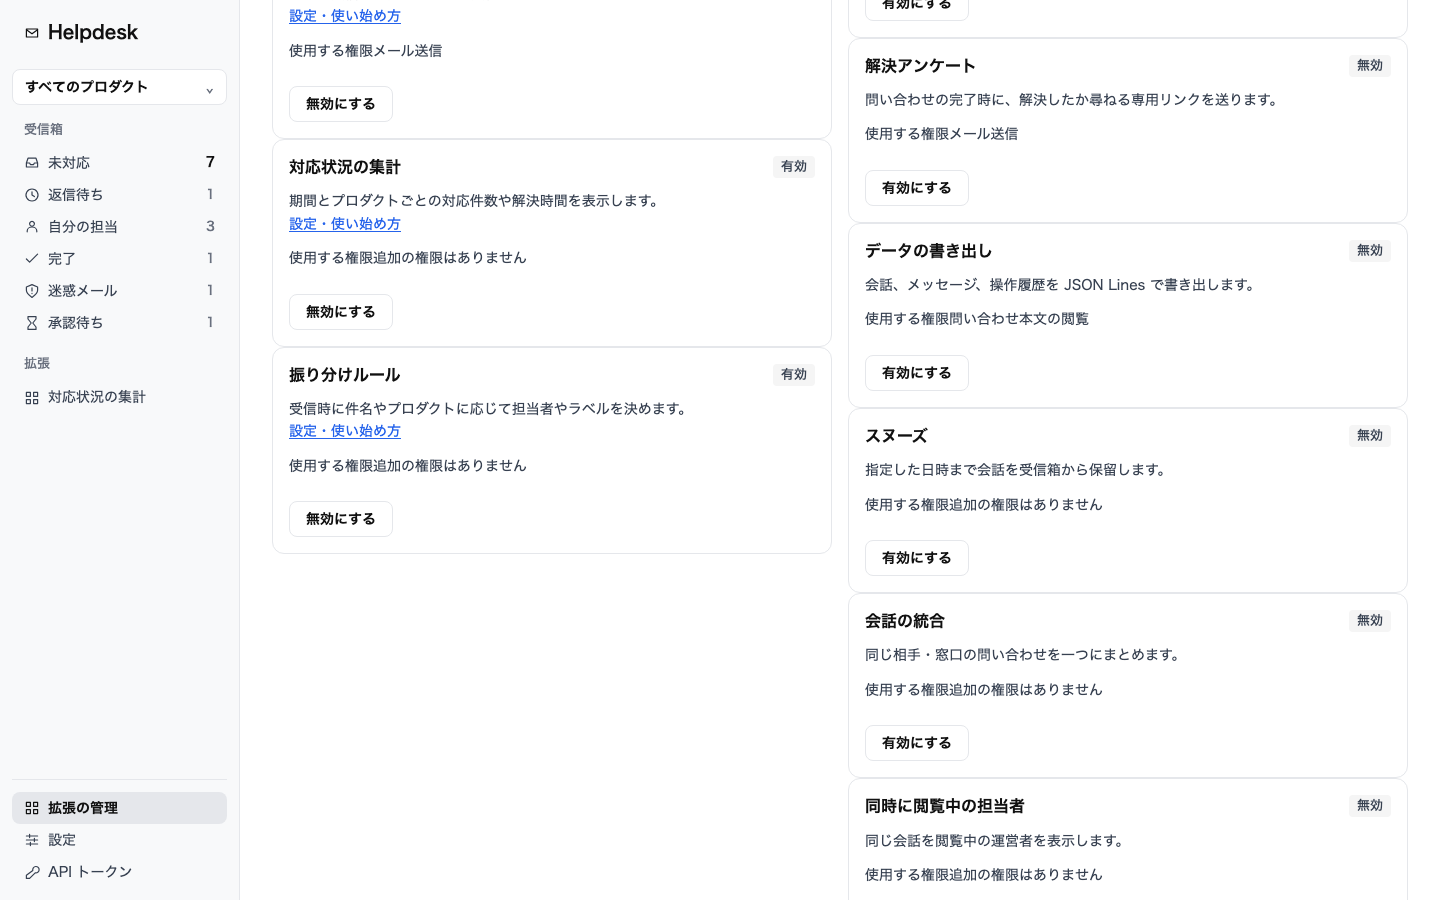 Helpdesk
すべてのプロダクト
受信箱
未対応 7
返信待ち 1
自分の担当 3
完了 1
迷惑メール 1
承認待ち 1
拡張
対応状況の集計
拡張の管理
設定
API トークン
設定・使い始め方
使用する権限メール送信
無効にする
対応状況の集計 有効
期間とプロダクトごとの対応件数や解決時間を表示します。
設定・使い始め方
使用する権限追加の権限はありません
無効にする
振り分けルール 有効
受信時に件名やプロダクトに応じて担当者やラベルを決めます。
設定・使い始め方
使用する権限追加の権限はありません
無効にする
有効にする
解決アンケート 無効
問い合わせの完了時に、解決したか尋ねる専用リンクを送ります。
使用する権限メール送信
有効にする
データの書き出し 無効
会話、メッセージ、操作履歴を JSON Lines で書き出します。
使用する権限問い合わせ本文の閲覧
有効にする
スヌーズ 無効
指定した日時まで会話を受信箱から保留します。
使用する権限追加の権限はありません
有効にする
会話の統合 無効
同じ相手・窓口の問い合わせを一つにまとめます。
使用する権限追加の権限はありません
有効にする
同時に閲覧中の担当者 無効
同じ会話を閲覧中の運営者を表示します。
使用する権限追加の権限はありません